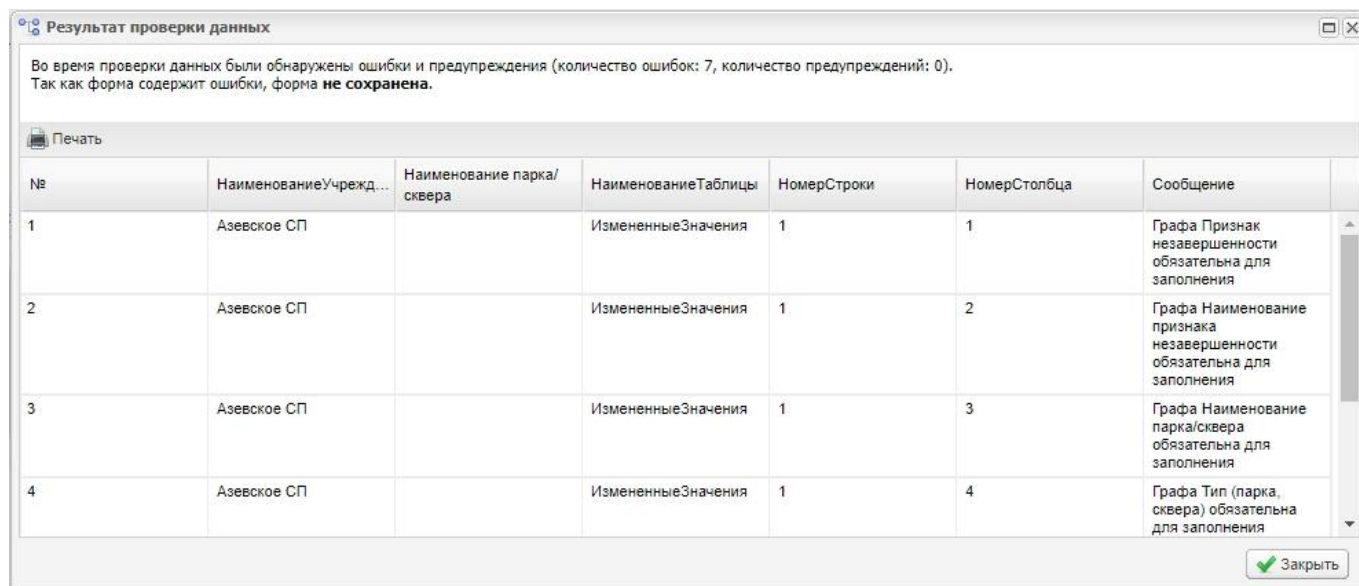 Результат проверки данных
Во время проверки данных были обнаружены ошибки и предупреждения (количество ошибок: 7, количество предупреждений: 0).
Так как форма содержит ошибки, форма не сохранена.
Печать
№ НаименованиеУчрежд... Наименование парка/ НаименованиеТаблицы НомерСтроки НомерСтолбца Сообщение
сквера
1 Азевское СП ИзмененныеЗначения 1 1 Графа Признак
незавершенности
обязательна для
заполнения
2 Азевское СП ИзмененныеЗначения 1 2 Графа Наименование
признака
незавершенности
обязательна для
заполнения
3 Азевское СП ИзмененныеЗначения 1 3 Графа Наименование
парка/сквера
обязательна для
заполнения
4 Азевское СП ИзмененныеЗначения 1 4 Графа Тип (парка,
сквера) обязательна
для заполнения
Закрыть